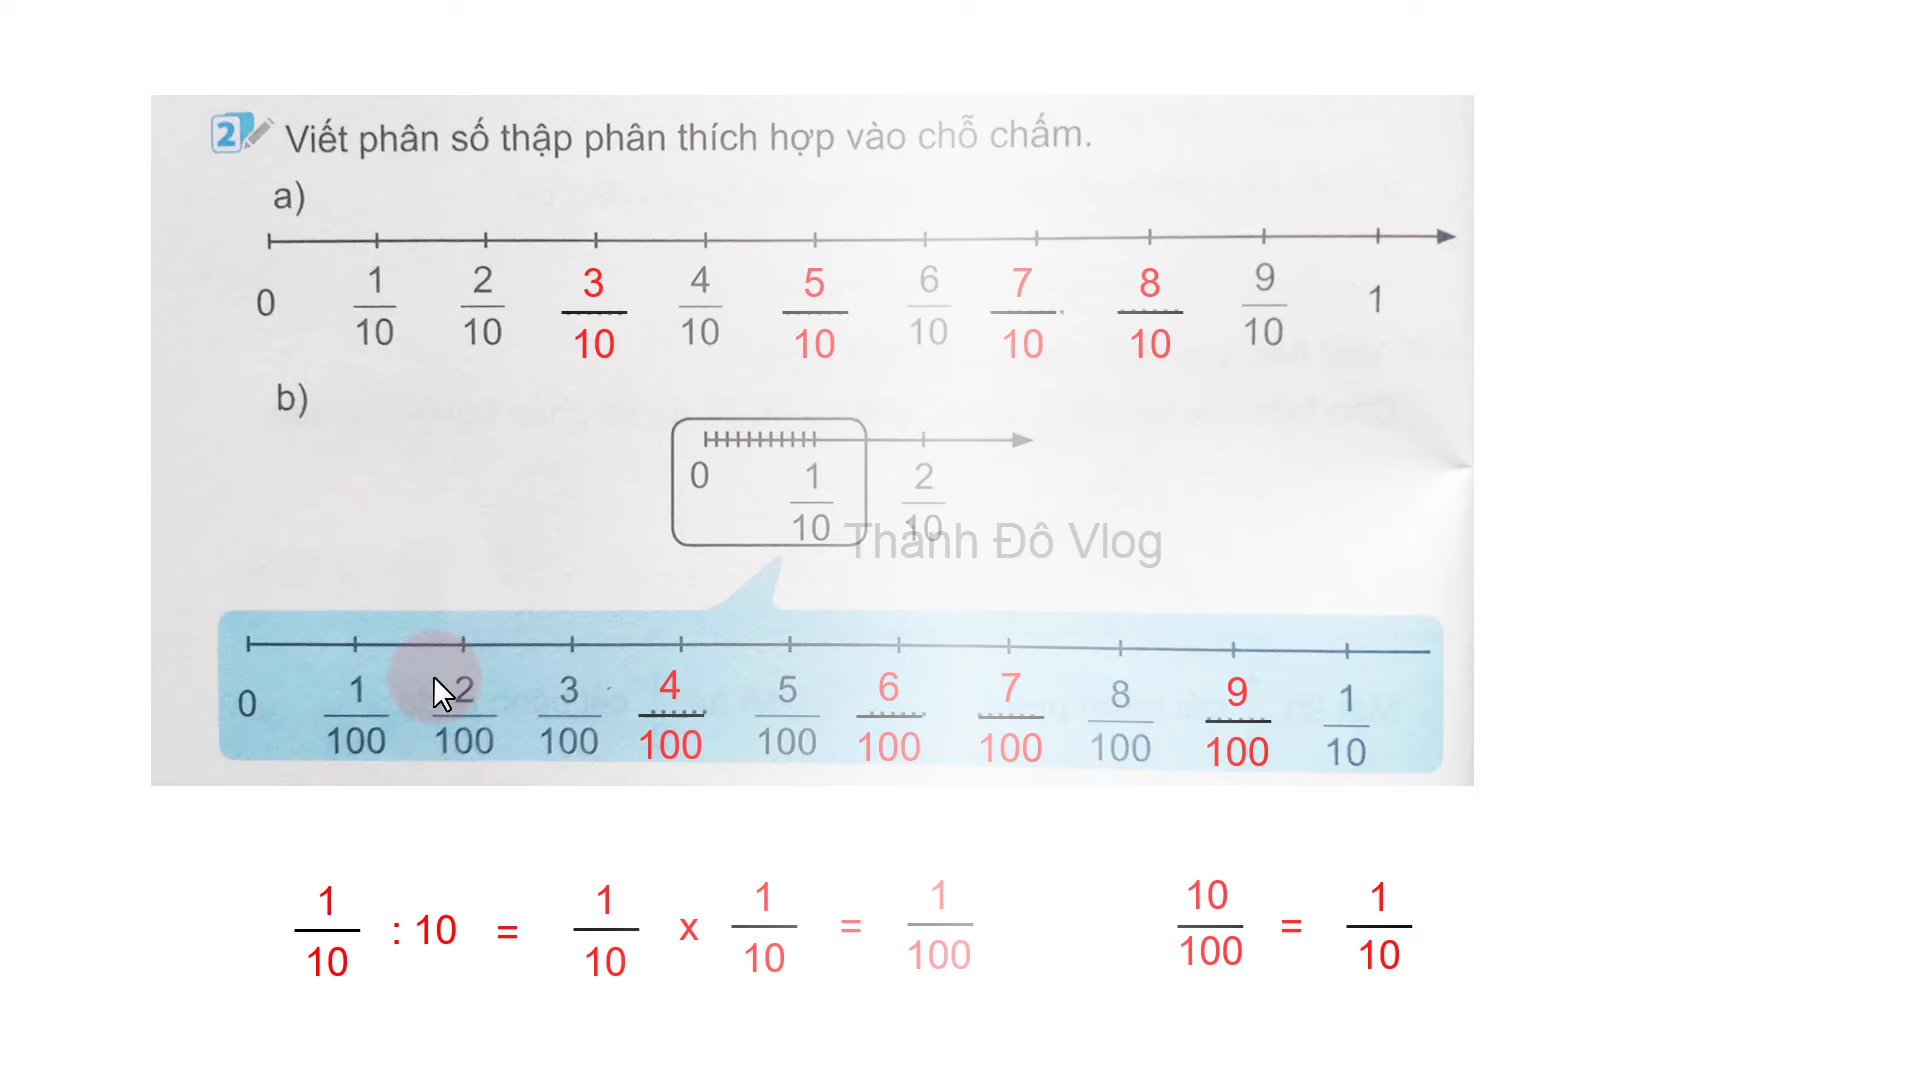 2 Viết phân số thập phân thích hợp vào chỗ chấm.
a)
0 1/10 2/10 3/10 4/10 5/10 6/10 7/10 8/10 9/10 1
b)
0 1/10 2/10
Thành Đô Vlog
0 1/100 2/100 3/100 4/100 5/100 6/100 7/100 8/100 9/100 1/10
1/10 : 10 = 1/10 x 1/10 = 1/100 10/100 = 1/10